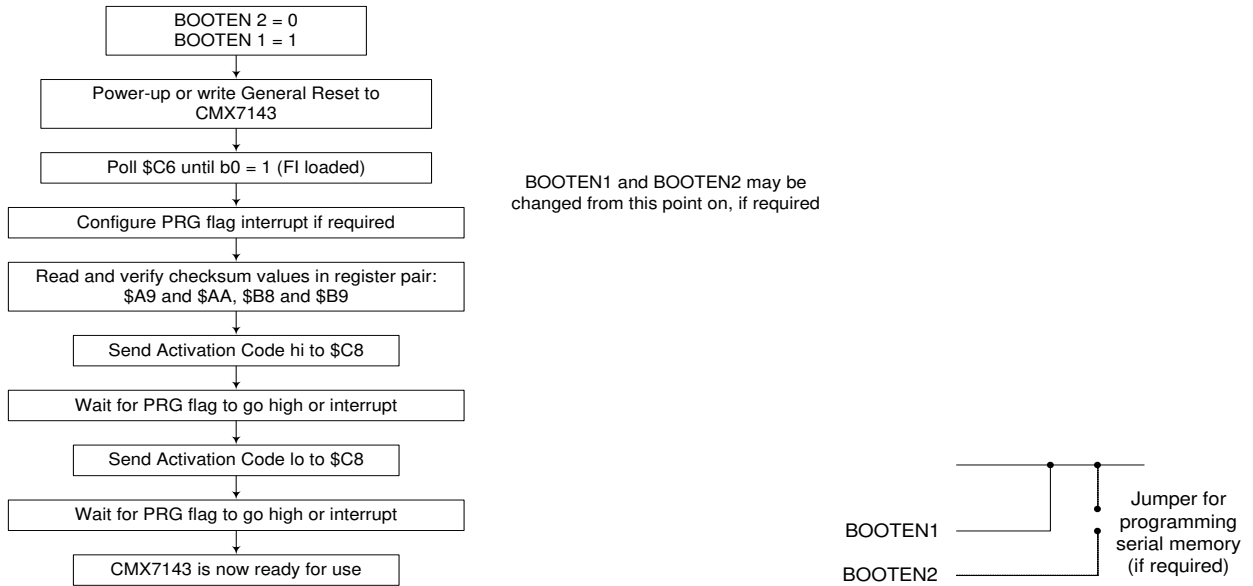 BOOTEN 2 = 0
BOOTEN 1 = 1
Power-up or write General Reset to
CMX7143
Poll $C6 until b0 = 1 (FI loaded)
BOOTEN1 and BOOTEN2 may be
changed from this point on, if required
Configure PRG flag interrupt if required
Read and verify checksum values in register pair:
$A9 and $AA, $B8 and $B9
Send Activation Code hi to $C8
Wait for PRG flag to go high or interrupt
Send Activation Code lo to $C8
Wait for PRG flag to go high or interrupt
CMX7143 is now ready for use
BOOTEN1
BOOTEN2
Jumper for
programming
serial memory
(if required)